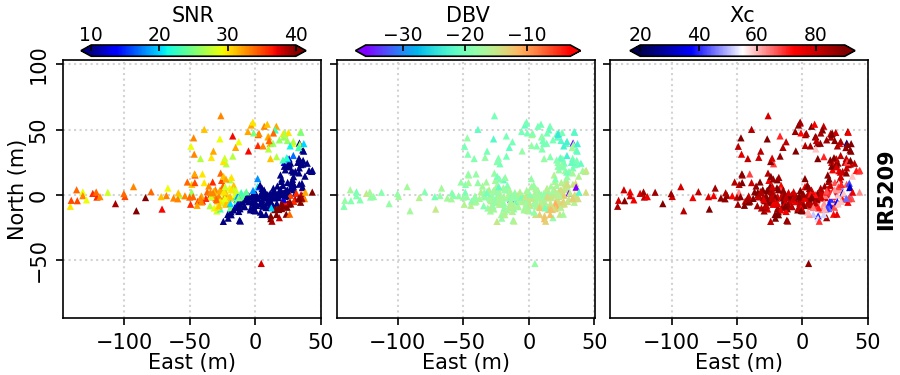 SNR DBV Xc
10 20 30 40 −30 −20 −10 20 40 60 80
100
50
0
−50
North (m)
IR5209
−100 −50 0 50 −100 −50 0 50 −100 −50 0 50
East (m) East (m) East (m)